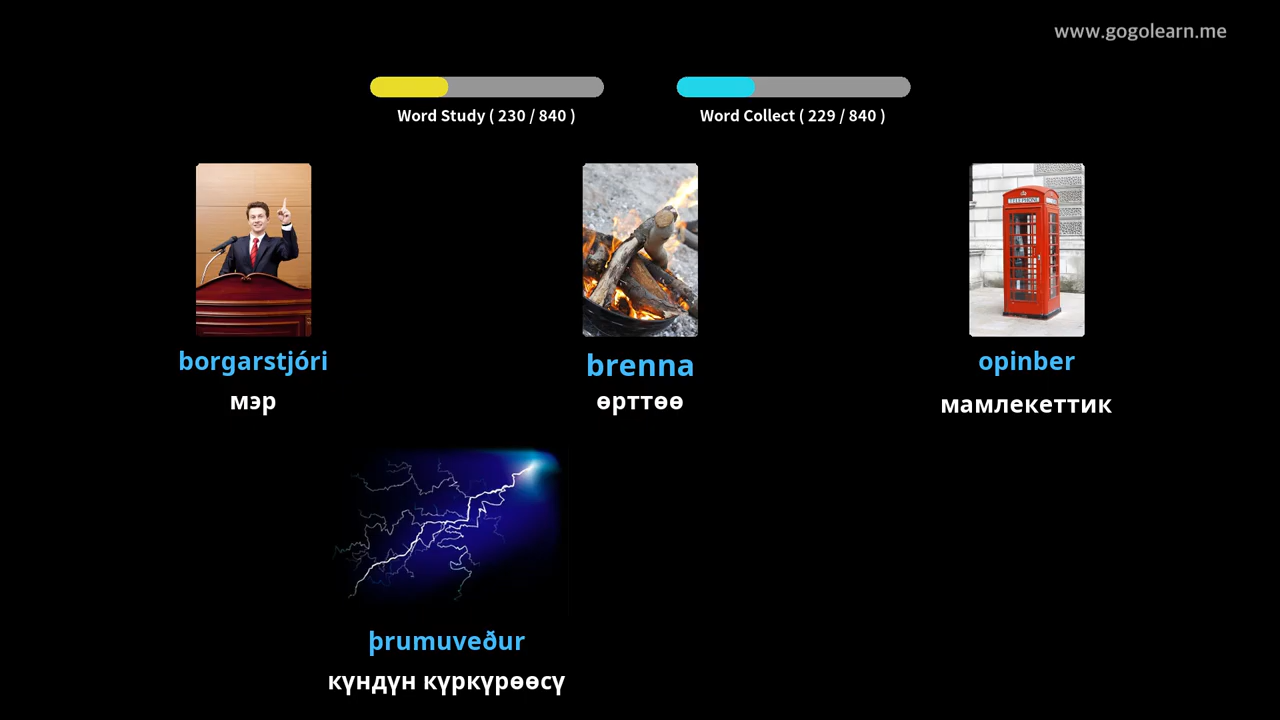 www.gogolearn.me
Word Study ( 230 / 840 )
Word Collect ( 229 / 840 )
TELEPHONE
borgarstjóri
brenna
opinber
мэр
өрттөө
мамлекеттик
þrumuveður
күндүн күркүрөөсү